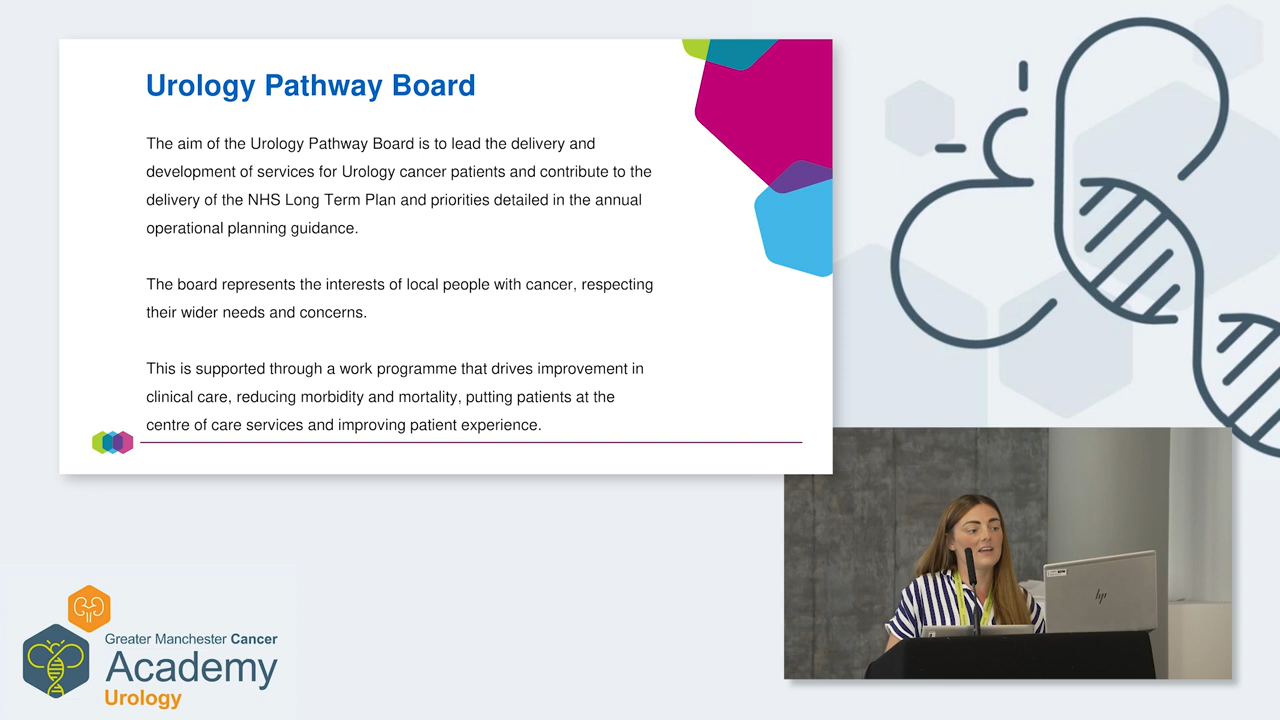 Urology Pathway Board
The aim of the Urology Pathway Board is to lead the delivery and
development of services for Urology cancer patients and contribute to the
delivery of the NHS Long Term Plan and priorities detailed in the annual
operational planning guidance.
The board represents the interests of local people with cancer, respecting
their wider needs and concerns.
This is supported through a work programme that drives improvement in
clinical care, reducing morbidity and mortality, putting patients at the
centre of care services and improving patient experience.
hp
Greater Manchester Cancer
Academy
Urology